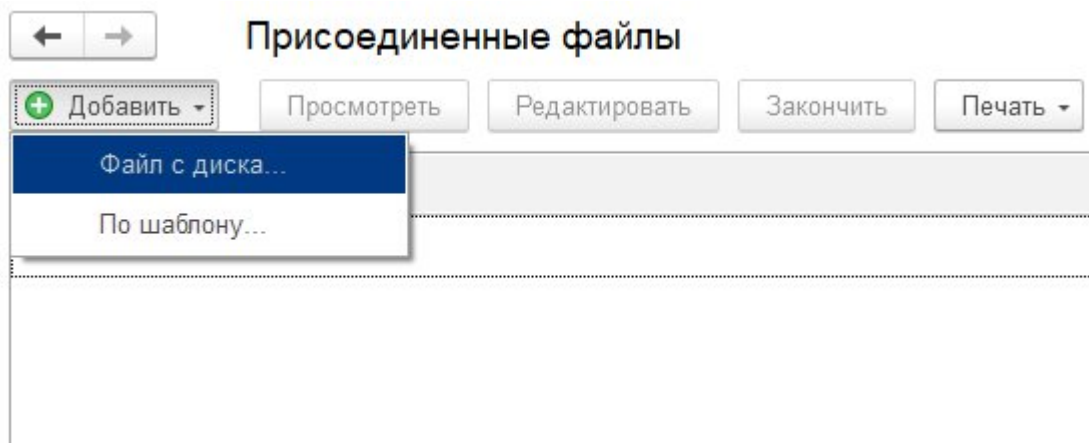 Присоединенные файлы
Добавить Просмотреть Редактировать Закончить Печать
Файл с диска...
По шаблону...